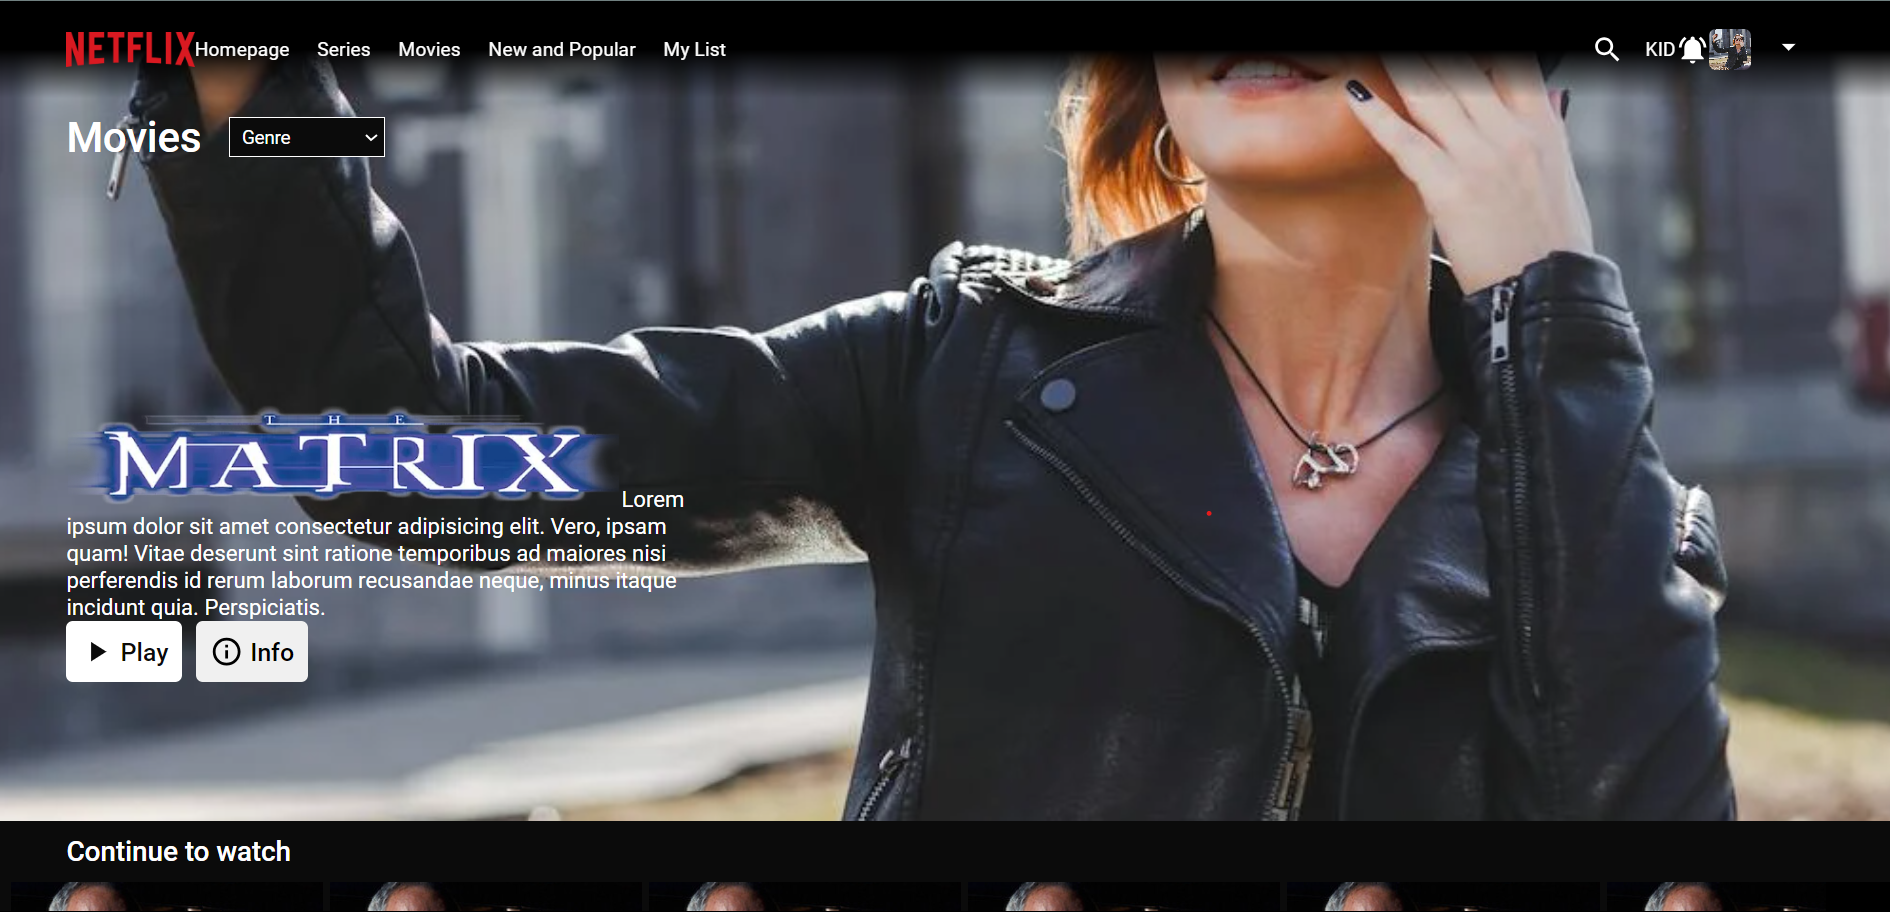 NETFLIX Homepage Series Movies New and Popular My List KID
Movies Genre
THE
MATRIX
Lorem
ipsum dolor sit amet consectetur adipisicing elit. Vero, ipsam
quam! Vitae deserunt sint ratione temporibus ad maiores nisi
perferendis id rerum laborum recusandae neque, minus itaque
incidunt quia. Perspiciatis.
Play Info
Continue to watch